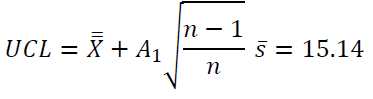 UCL = X̿ + A₁ √((n − 1)/n) s̄ = 15.14